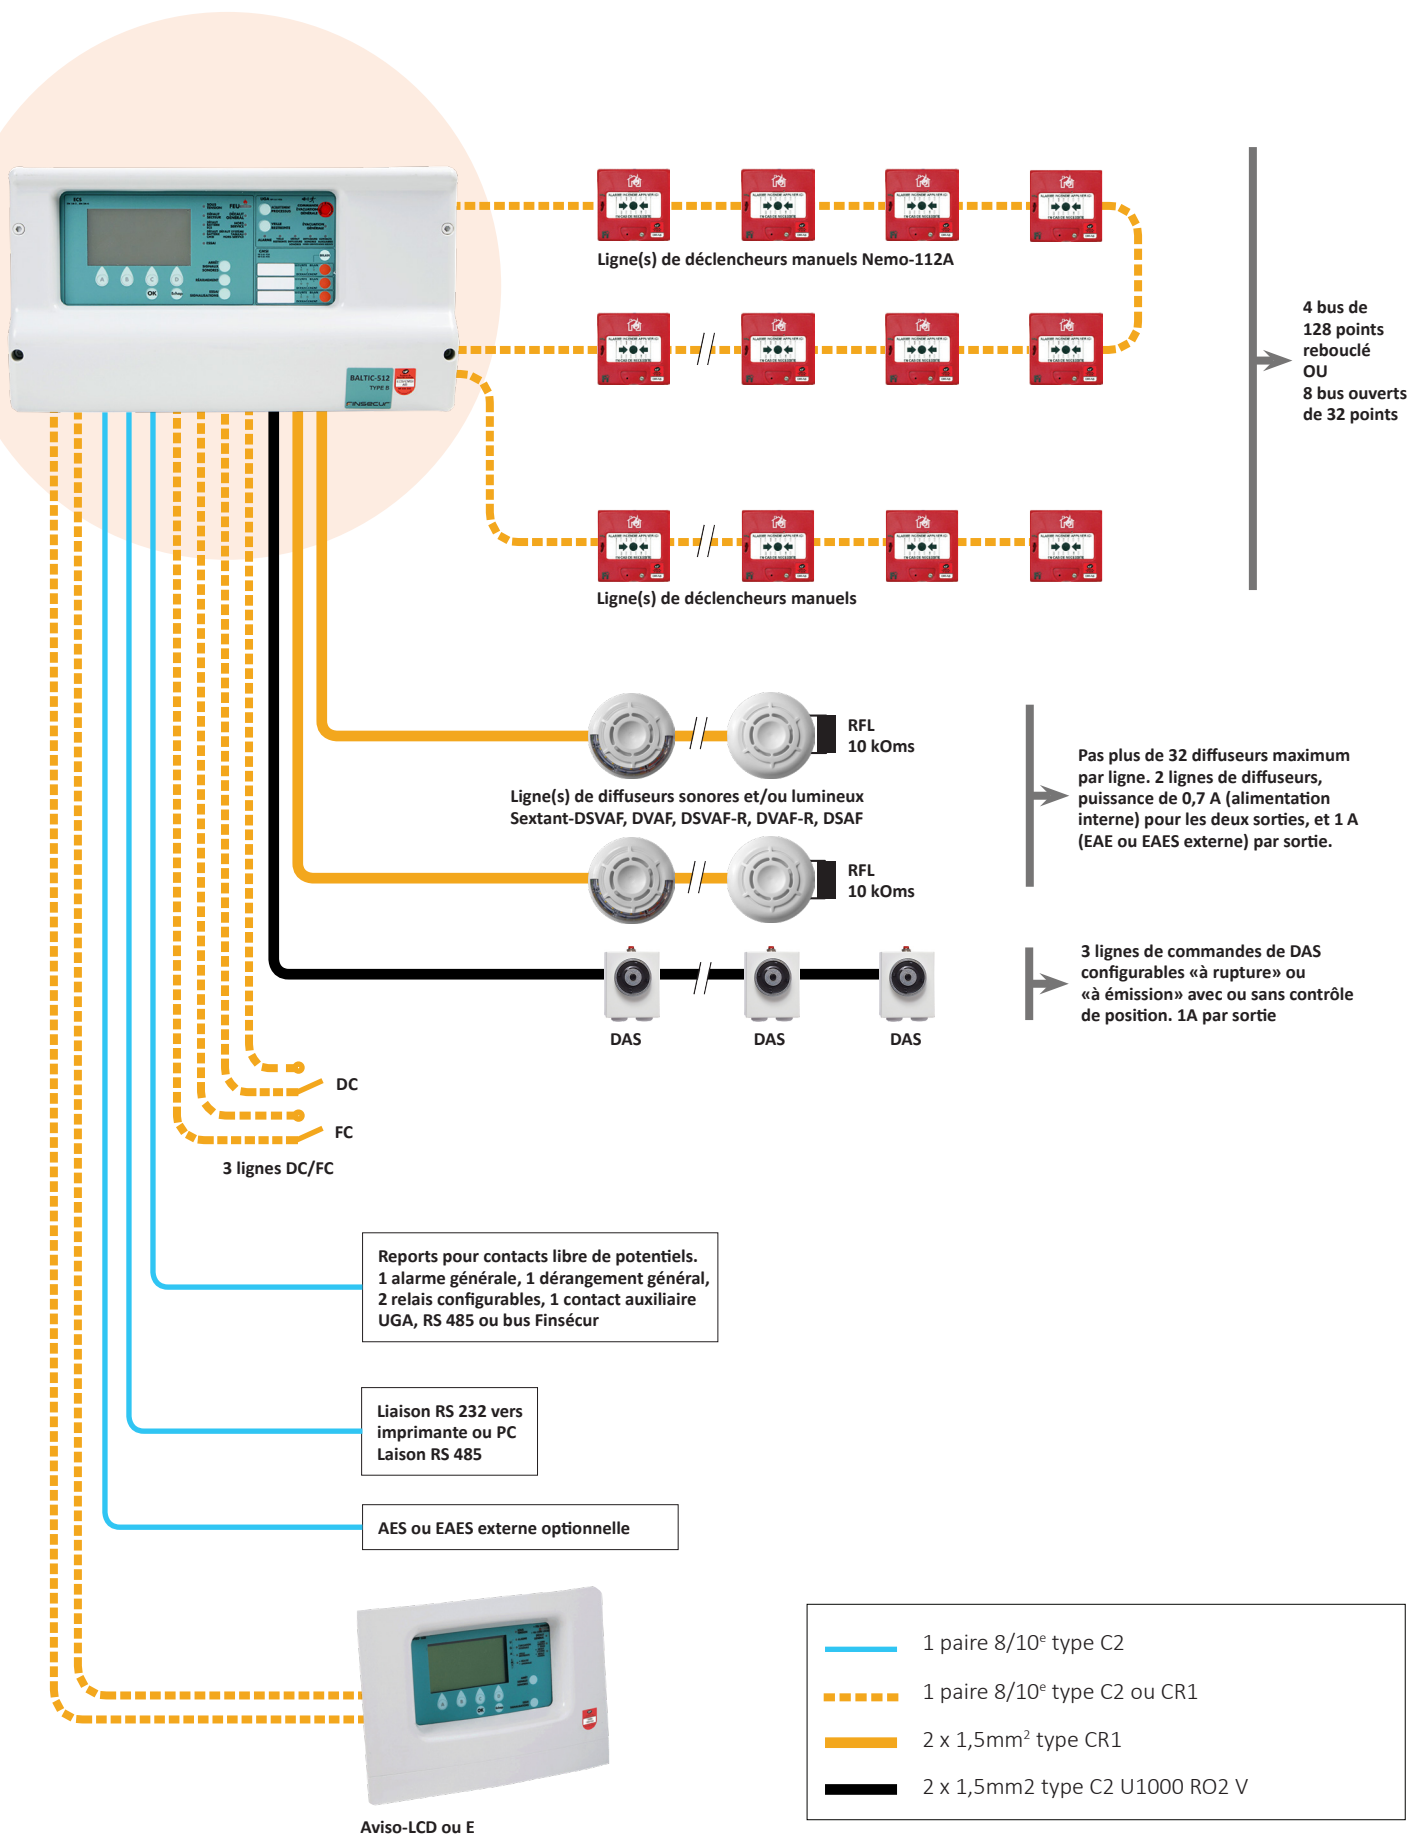 ECS
FEU
UGA
ALARME
OK
BALTIC-512
TYPE B
FINSECUR
Ligne(s) de déclencheurs manuels Nemo-112A
4 bus de
128 points
rebouclé
OU
8 bus ouverts
de 32 points
Ligne(s) de déclencheurs manuels
RFL
10 kOms
Ligne(s) de diffuseurs sonores et/ou lumineux
Sextant-DSVAF, DVAF, DSVAF-R, DVAF-R, DSAF
Pas plus de 32 diffuseurs maximum
par ligne. 2 lignes de diffuseurs,
puissance de 0,7 A (alimentation
interne) pour les deux sorties, et 1 A
(EAE ou EAES externe) par sortie.
RFL
10 kOms
DAS
DAS
DAS
3 lignes de commandes de DAS
configurables «à rupture» ou
«à émission» avec ou sans contrôle
de position. 1A par sortie
DC
FC
3 lignes DC/FC
Reports pour contacts libre de potentiels.
1 alarme générale, 1 dérangement général,
2 relais configurables, 1 contact auxiliaire
UGA, RS 485 ou bus Finsécur
Liaison RS 232 vers
imprimante ou PC
Laison RS 485
AES ou EAES externe optionnelle
Aviso-LCD ou E
1 paire 8/10e type C2
1 paire 8/10e type C2 ou CR1
2 x 1,5mm2 type CR1
2 x 1,5mm2 type C2 U1000 RO2 V